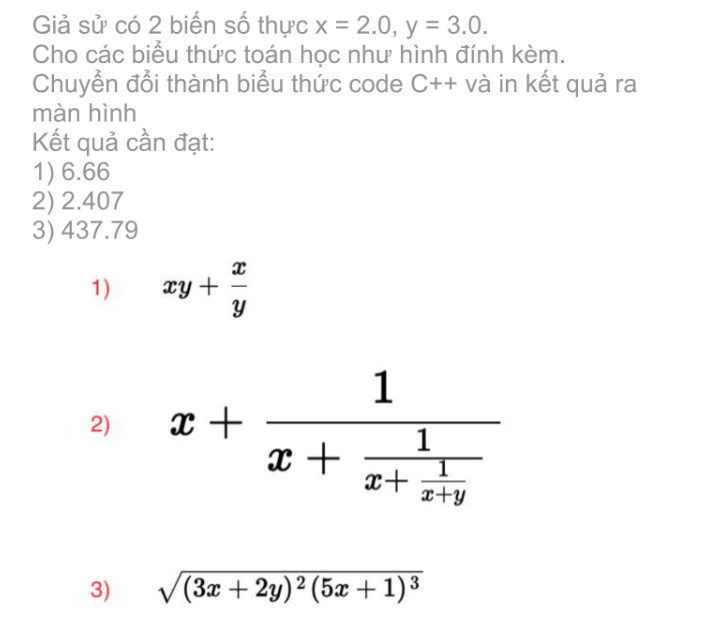 Giả sử có 2 biến số thực x = 2.0, y = 3.0.
Cho các biểu thức toán học như hình đính kèm.
Chuyển đổi thành biểu thức code C++ và in kết quả ra
màn hình
Kết quả cần đạt:
1) 6.66
2) 2.407
3) 437.79
1) xy + x/y
2) x + 1/(x + 1/(x + 1/(x+y)))
3) √((3x + 2y)²(5x + 1)³)